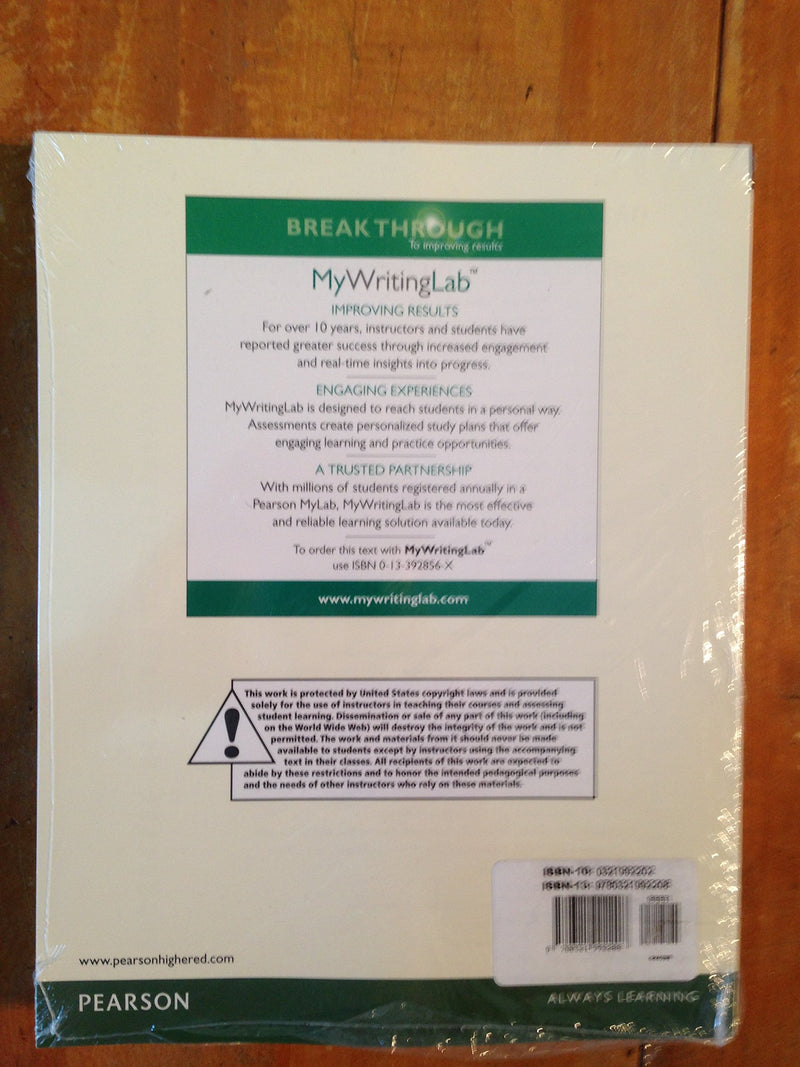 BREAKTHROUGH
To improving results
MyWritingLab™
IMPROVING RESULTS
For over 10 years, instructors and students have
reported greater success through increased engagement
and real-time insights into progress.
ENGAGING EXPERIENCES
MyWritingLab is designed to reach students in a personal way.
Assessments create personalized study plans that offer
engaging learning and practice opportunities.
A TRUSTED PARTNERSHIP
With millions of students registered annually in a
Pearson MyLab, MyWritingLab is the most effective
and reliable learning solution available today.
To order this text with MyWritingLab™
use ISBN 0-13-392856-X
www.mywritinglab.com
This work is protected by United States copyright laws and is provided
solely for the use of instructors in teaching their courses and assessing
student learning. Dissemination or sale of any part of this work (including
on the World Wide Web) will destroy the integrity of the work and is not
permitted. The work and materials from it should never be made
available to students except by instructors using the accompanying
text in their classes. All recipients of this work are expected to
abide by these restrictions and to honor the intended pedagogical purposes
and the needs of other instructors who rely on these materials.
ISBN-10: 0321992202
ISBN-13: 9780321992208
9 780321 992208
www.pearsonhighered.com
PEARSON
ALWAYS LEARNING